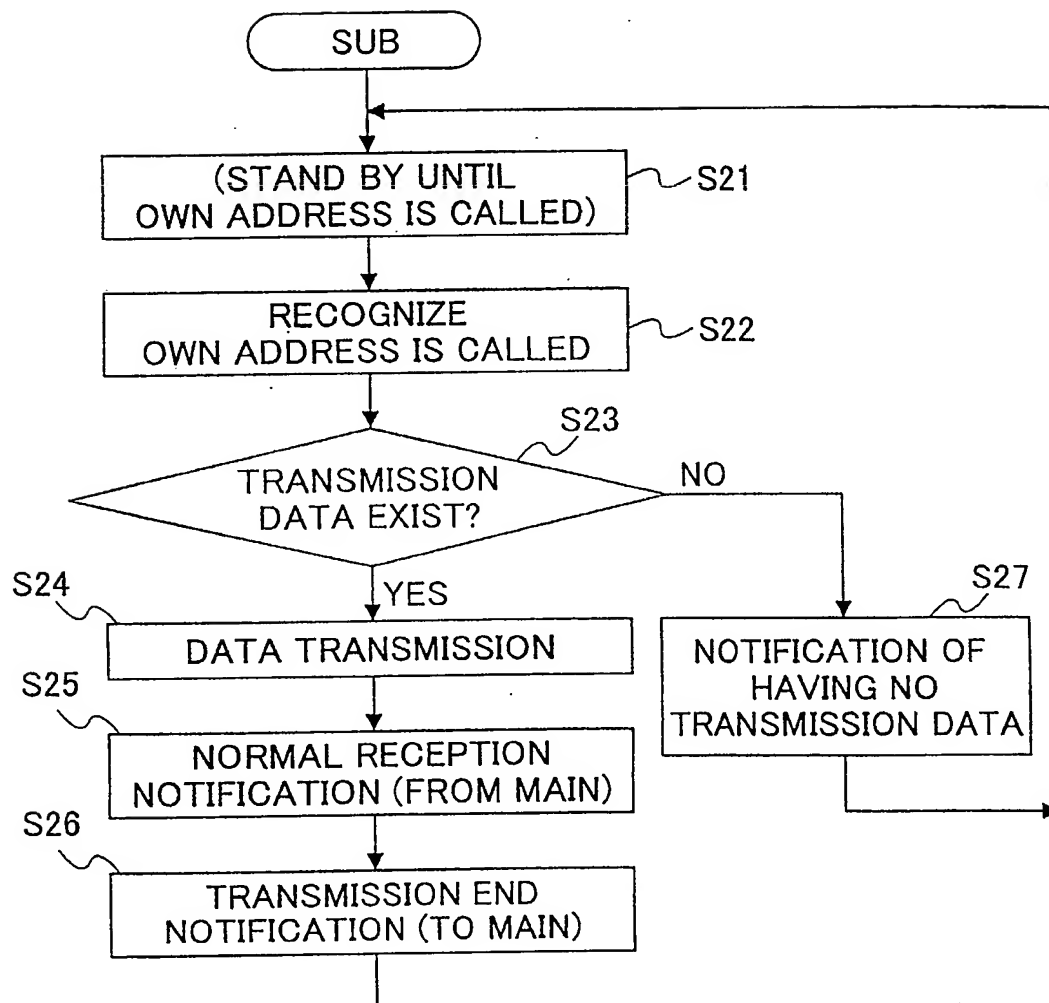 SUB
(STAND BY UNTIL
OWN ADDRESS IS CALLED)
S21
RECOGNIZE
OWN ADDRESS IS CALLED
S22
S23
TRANSMISSION
DATA EXIST?
NO
YES
S24
DATA TRANSMISSION
S27
NOTIFICATION OF
HAVING NO
TRANSMISSION DATA
S25
NORMAL RECEPTION
NOTIFICATION (FROM MAIN)
S26
TRANSMISSION END
NOTIFICATION (TO MAIN)